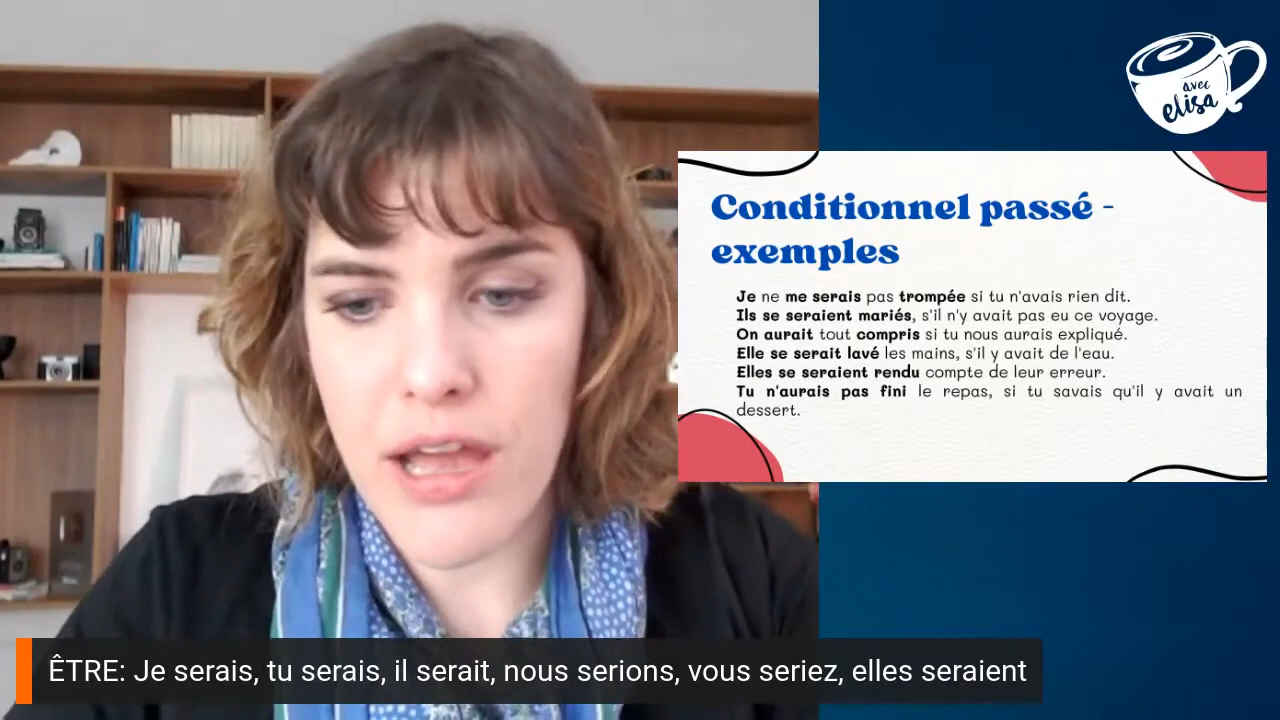 avec
elisa
Conditionnel passé -
exemples
Je ne me serais pas trompée si tu n'avais rien dit.
Ils se seraient mariés, s'il n'y avait pas eu ce voyage.
On aurait tout compris si tu nous aurais expliqué.
Elle se serait lavé les mains, s'il y avait de l'eau.
Elles se seraient rendu compte de leur erreur.
Tu n'aurais pas fini le repas, si tu savais qu'il y avait un
dessert.
ÊTRE: Je serais, tu serais, il serait, nous serions, vous seriez, elles seraient